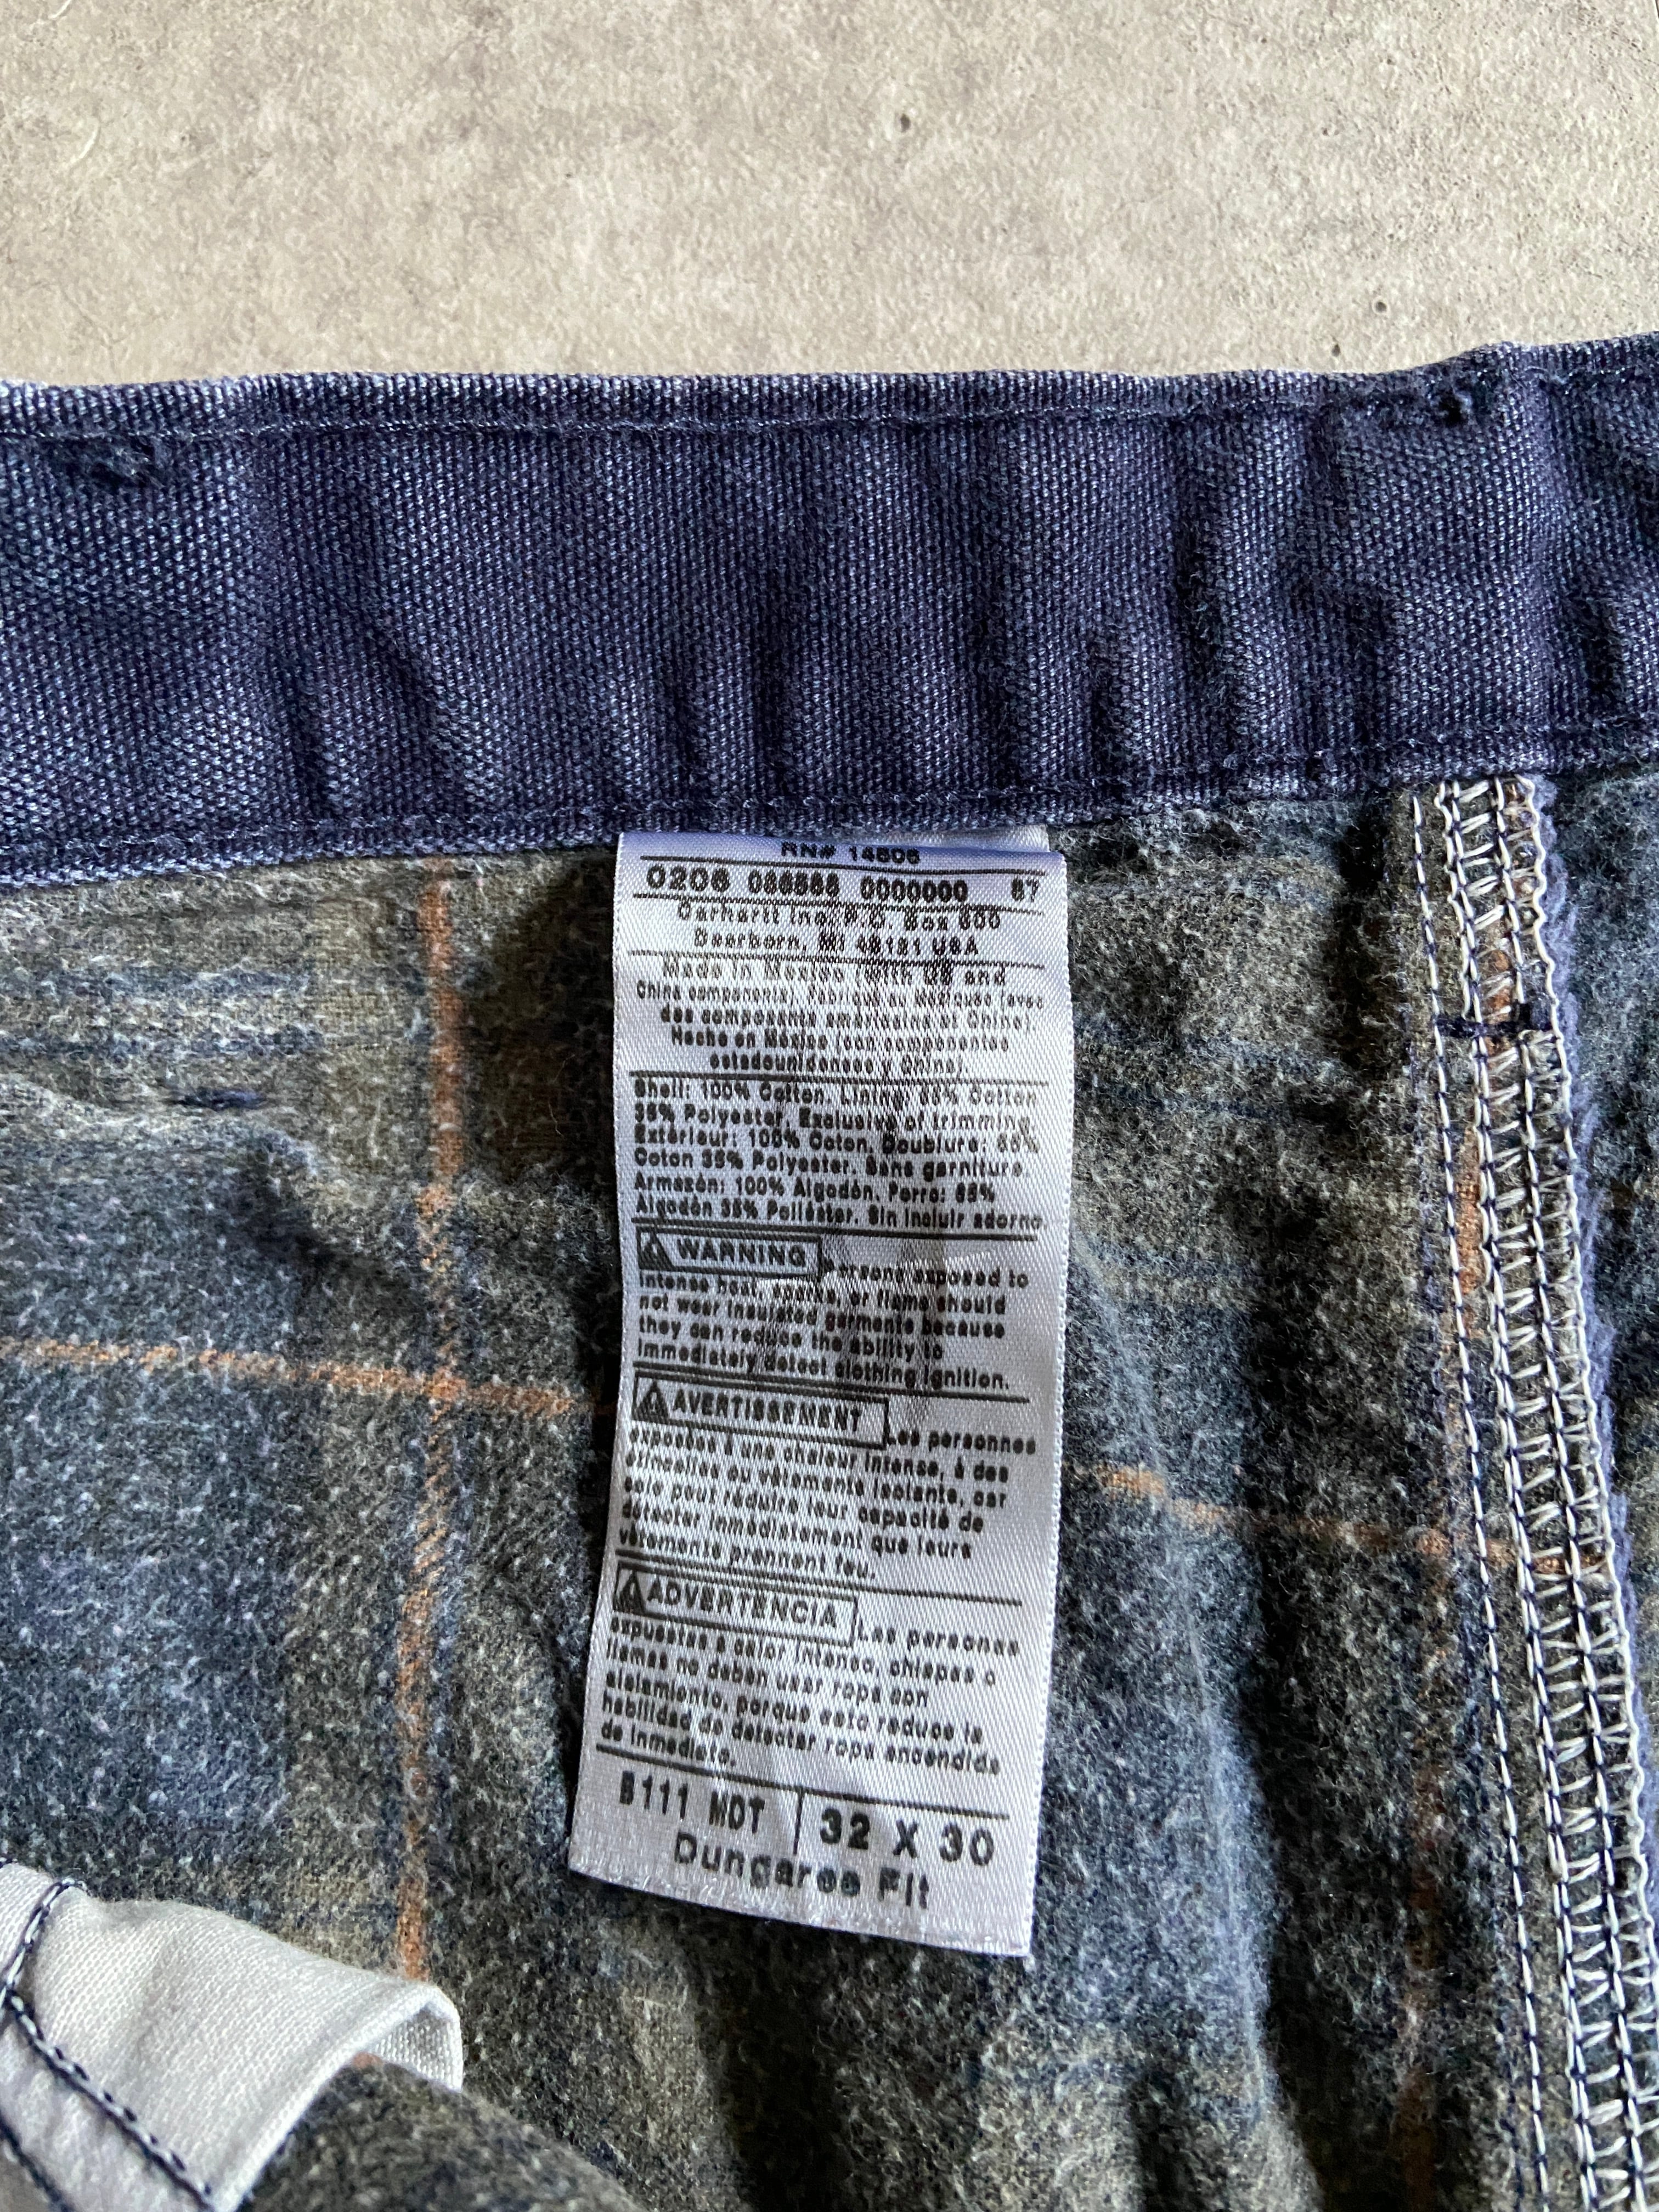 RN# 14806
0206 086585 0000000 87
Carhartt Inc. P.O. Box 600
Dearborn, MI 48121 USA
Made in Mexico (with US and
China components). Fabriqué au Mexique (avec
des composants américains et Chine).
Hecho en México (con componentes
estadounidenses y China).
Shell: 100% Cotton. Lining: 65% Cotton
35% Polyester, Exclusive of trimming
Extérieur: 100% Coton. Doublure: 65%
Coton 35% Polyester. Sans garniture.
Armazón: 100% Algodón. Forro: 65%
Algodón 35% Poliéster. Sin incluir adorno
WARNING Persons exposed to
intense heat, sparks, or flame should
not wear insulated garments because
they can reduce the ability to
immediately detect clothing ignition.
AVERTISSEMENT Les personnes
exposées à une chaleur intense, à des
étincelles ou vêtements isolants, car
cela peut réduire leur capacité de
détecter immédiatement que leurs
vêtements prennent feu.
ADVERTENCIA Las personas
expuestas a calor intenso, chispas o
llamas no deben usar ropa con
aislamiento, porque esto reduce la
habilidad de detectar ropa encendida
de inmediato.
B111 MDT | 32 X 30
Dungaree Fit